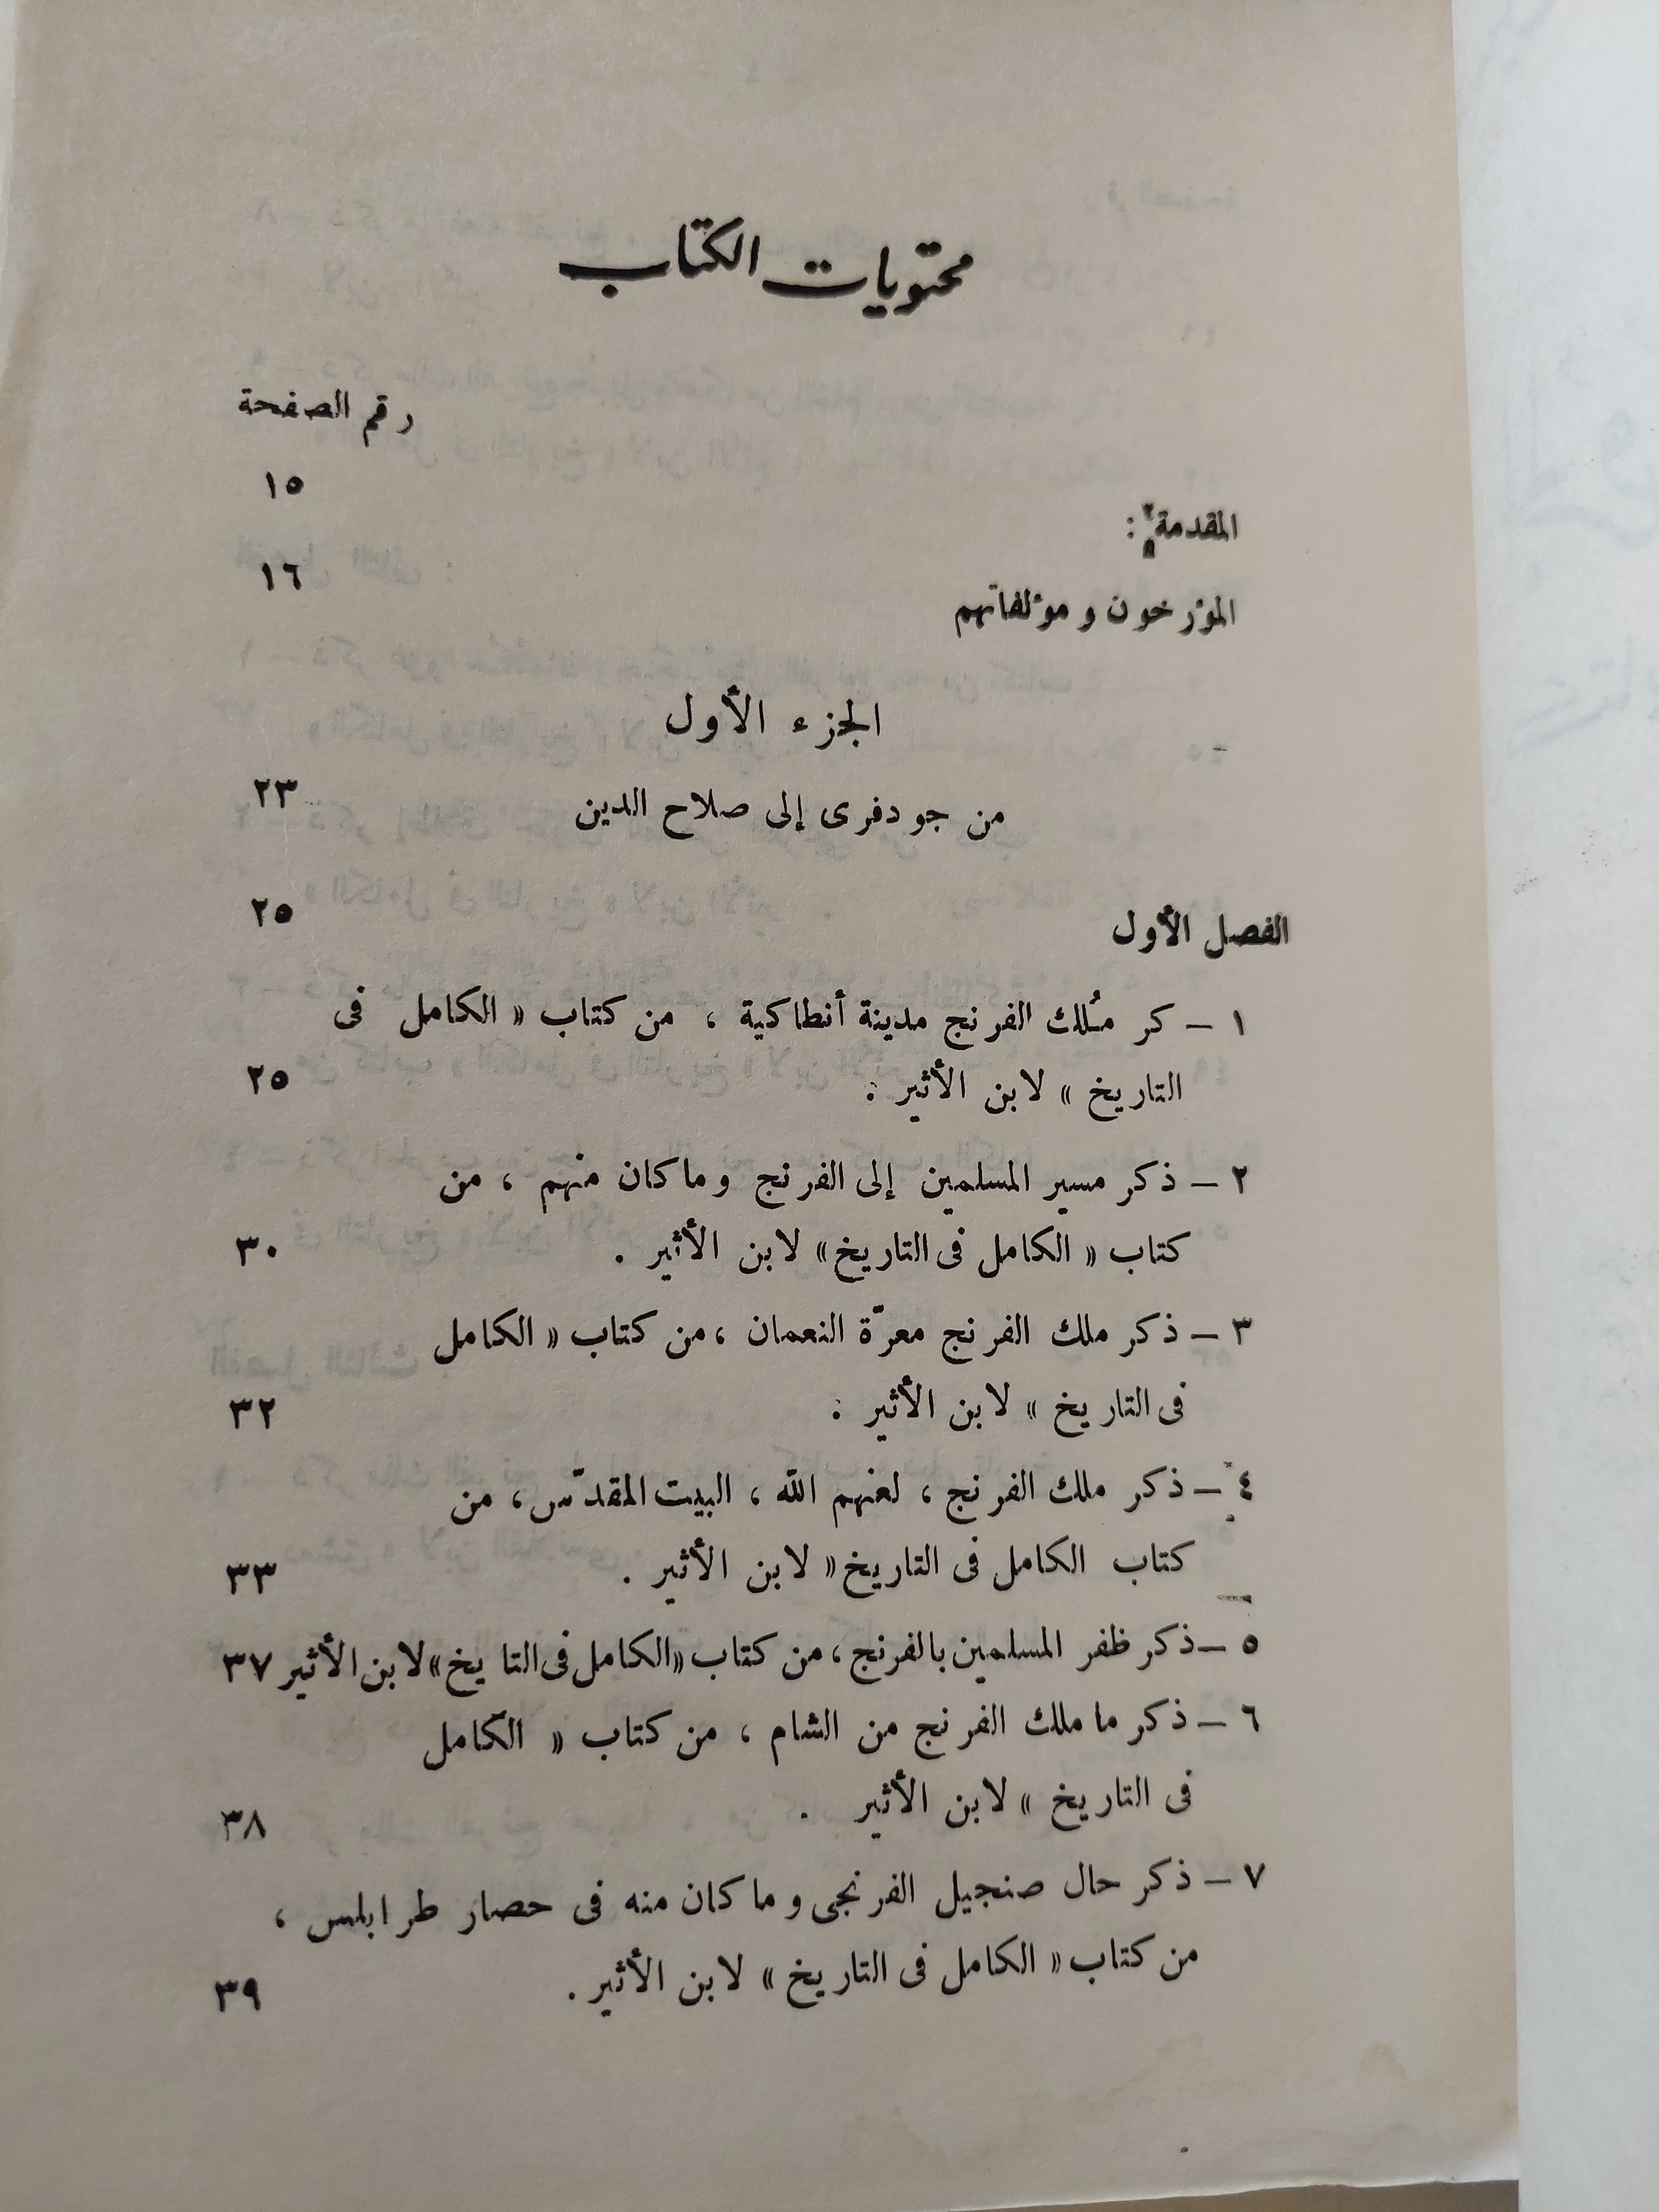 محتويات الكتاب
رقم الصفحة
١٥
المقدمة :
١٦
المؤرخون ومؤلفاتهم
الجزء الأول
من جودفرى إلى صلاح الدين ٢٣
الفصل الأول ٢٥
١ – كر مُلك الفرنج مدينة أنطاكية ، من كتاب « الكامل فى
التاريخ » لابن الأثير . ٢٥
٢ – ذكر مسير المسلمين إلى الفرنج وما كان منهم ، من
كتاب « الكامل فى التاريخ » لابن الأثير . ٣٠
٣ – ذكر ملك الفرنج معرّة النعمان ، من كتاب « الكامل
فى التاريخ » لابن الأثير . ٣٢
٤ – ذكر ملك الفرنج ، لعنهم الله ، البيت المقدّس ، من
كتاب الكامل فى التاريخ « لابن الأثير . ٣٣
٥ – ذكر ظفر المسلمين بالفرنج ، من كتاب « الكامل فى التا يخ » لابن الأثير ٣٧
٦ – ذكر ما ملك الفرنج من الشام ، من كتاب « الكامل
فى التاريخ » لابن الأثير . ٣٨
٧ – ذكر حال صنجيل الفرنجى وما كان منه فى حصار طرابلس ،
من كتاب « الكامل فى التاريخ » لابن الأثير . ٣٩